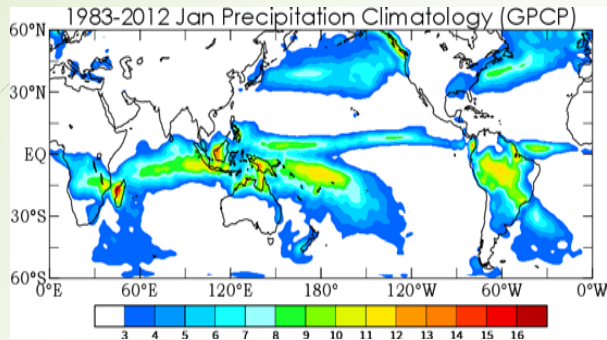 1983-2012 Jan Precipitation Climatology (GPCP)
60°N
30°N
EQ
30°S
60°S
0°E 60°E 120°E 180° 120°W 60°W 0°W
3 4 5 6 7 8 9 10 11 12 13 14 15 16